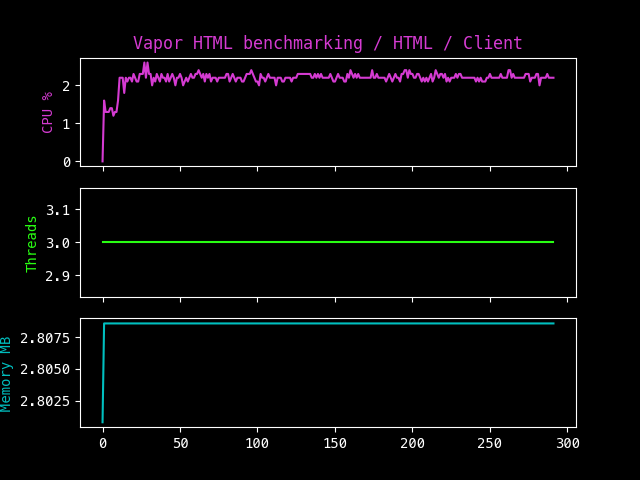 Vapor HTML benchmarking / HTML / Client
CPU %
2
1
0
Threads
3.1
3.0
2.9
Memory MB
2.8075
2.8050
2.8025
0 50 100 150 200 250 300